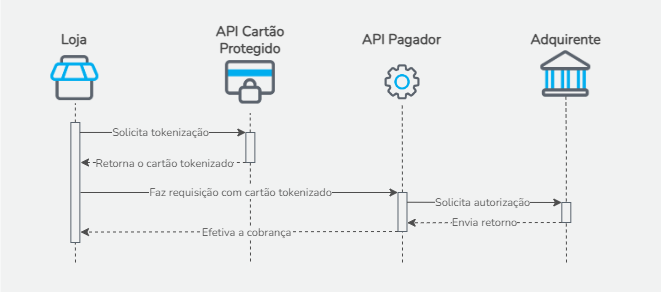 Loja
API Cartão
Protegido
API Pagador
Adquirente
Solicita tokenização
Retorna o cartão tokenizado
Faz requisição com cartão tokenizado
Solicita autorização
Envia retorno
Efetiva a cobrança